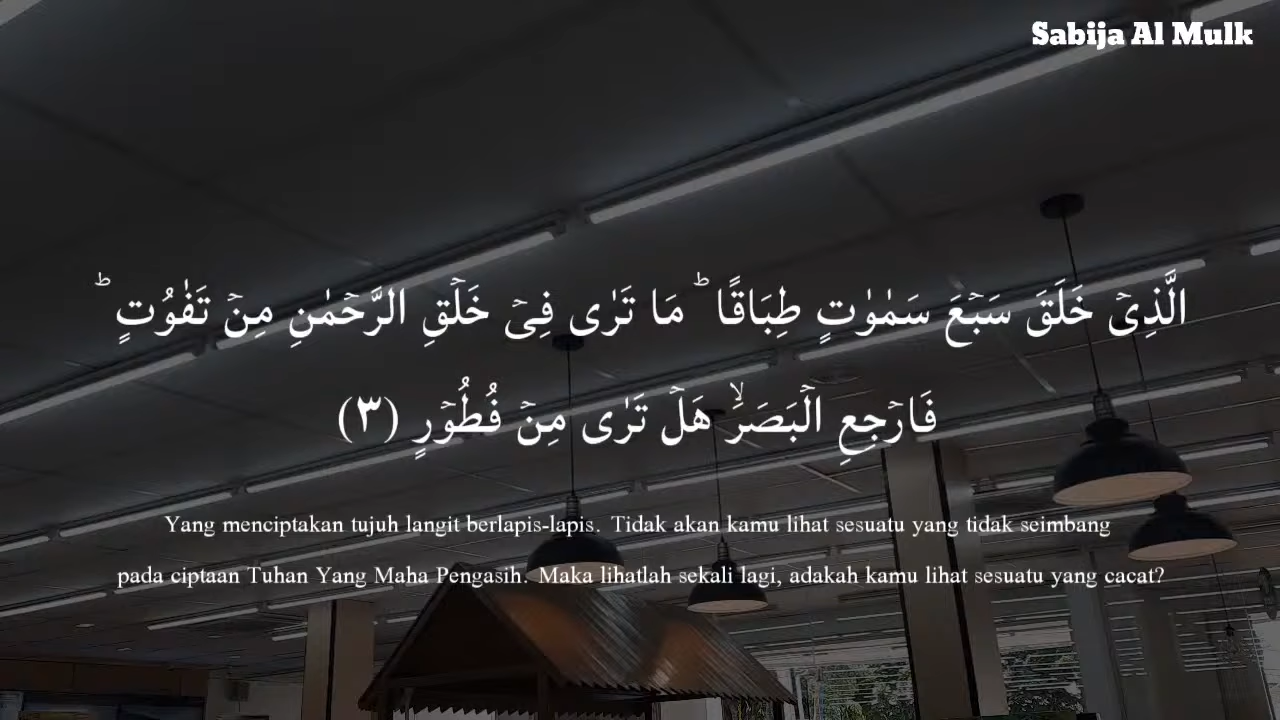 Sabija Al Mulk
الَّذِيْ خَلَقَ سَبْعَ سَمٰوٰتٍ طِبَاقًاۗ مَا تَرٰى فِيْ خَلْقِ الرَّحْمٰنِ مِنْ تَفٰوُتٍۗ
فَارْجِعِ الْبَصَرَۙ هَلْ تَرٰى مِنْ فُطُوْرٍ (٣)
Yang menciptakan tujuh langit berlapis-lapis. Tidak akan kamu lihat sesuatu yang tidak seimbang
pada ciptaan Tuhan Yang Maha Pengasih. Maka lihatlah sekali lagi, adakah kamu lihat sesuatu yang cacat?